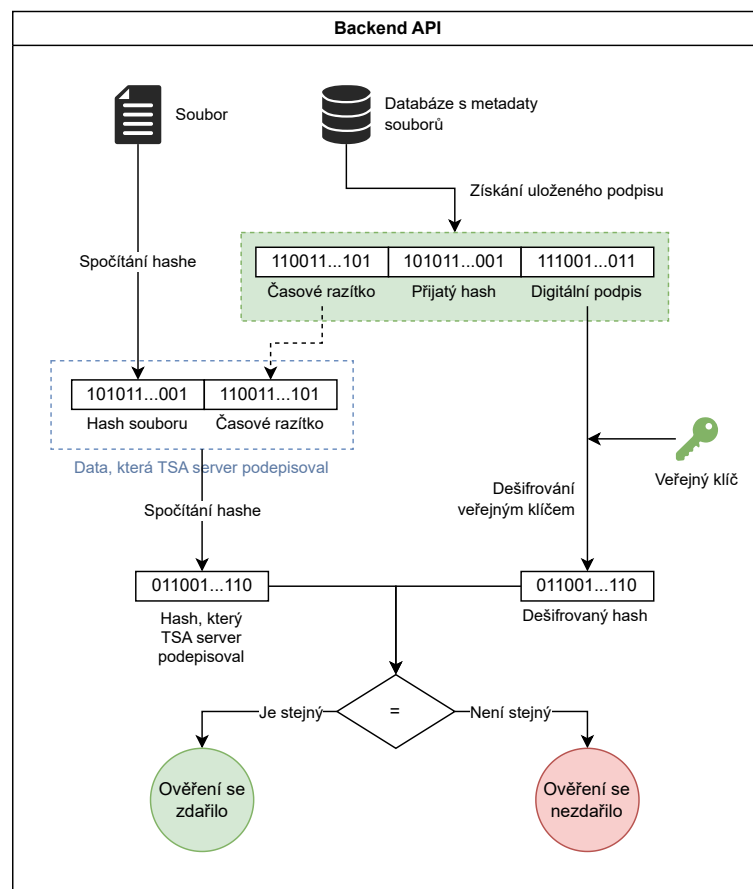 Backend API
Soubor
Databáze s metadaty
souborů
Získání uloženého podpisu
Spočítání hashe
110011...101
101011...001
111001...011
Časové razítko
Přijatý hash
Digitální podpis
101011...001
110011...101
Hash souboru
Časové razítko
Data, která TSA server podepisoval
Veřejný klíč
Dešifrování
veřejným klíčem
Spočítání hashe
011001...110
011001...110
Hash, který
TSA server
podepisoval
Dešifrovaný hash
Je stejný
=
Není stejný
Ověření se
zdařilo
Ověření se
nezdařilo